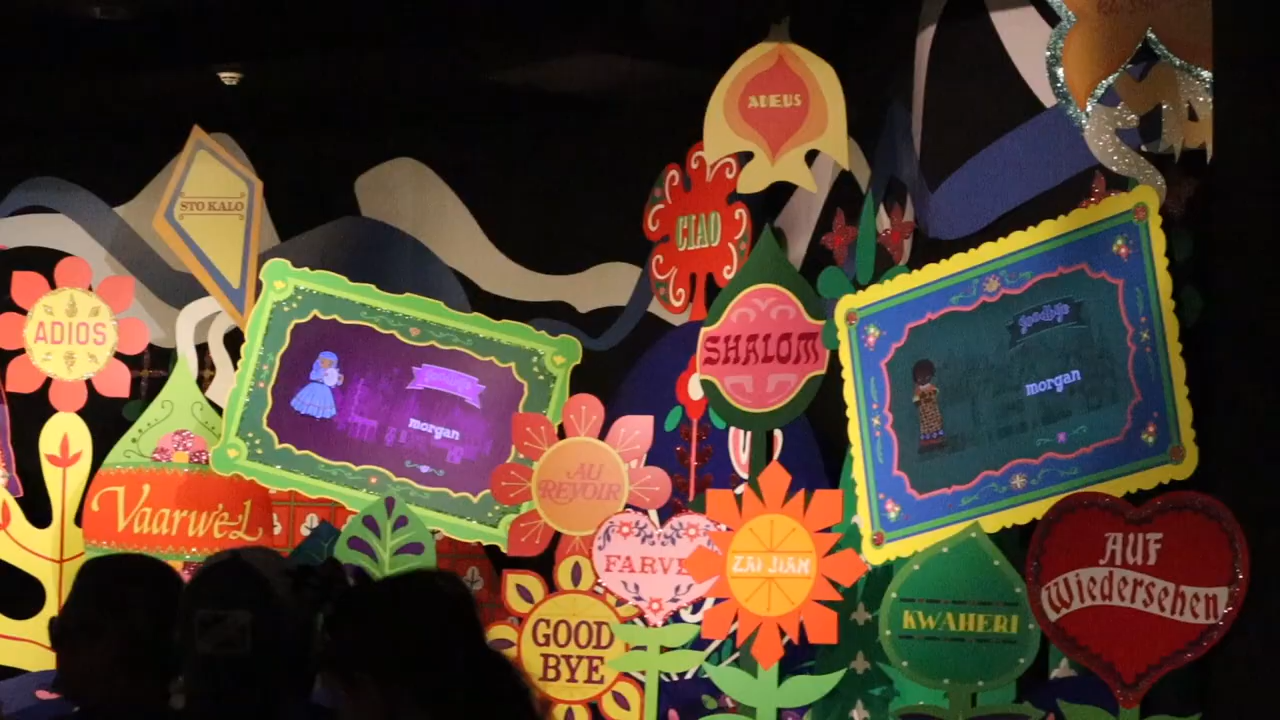 ADEUS
STO KALO
CIAO
ADIOS
SHALOM
Goodbye
morgan
morgan
AU
REVOIR
Vaarwel
FARVE
ZAI JIAN
AUF
Wiedersehen
KWAHERI
GOOD
BYE